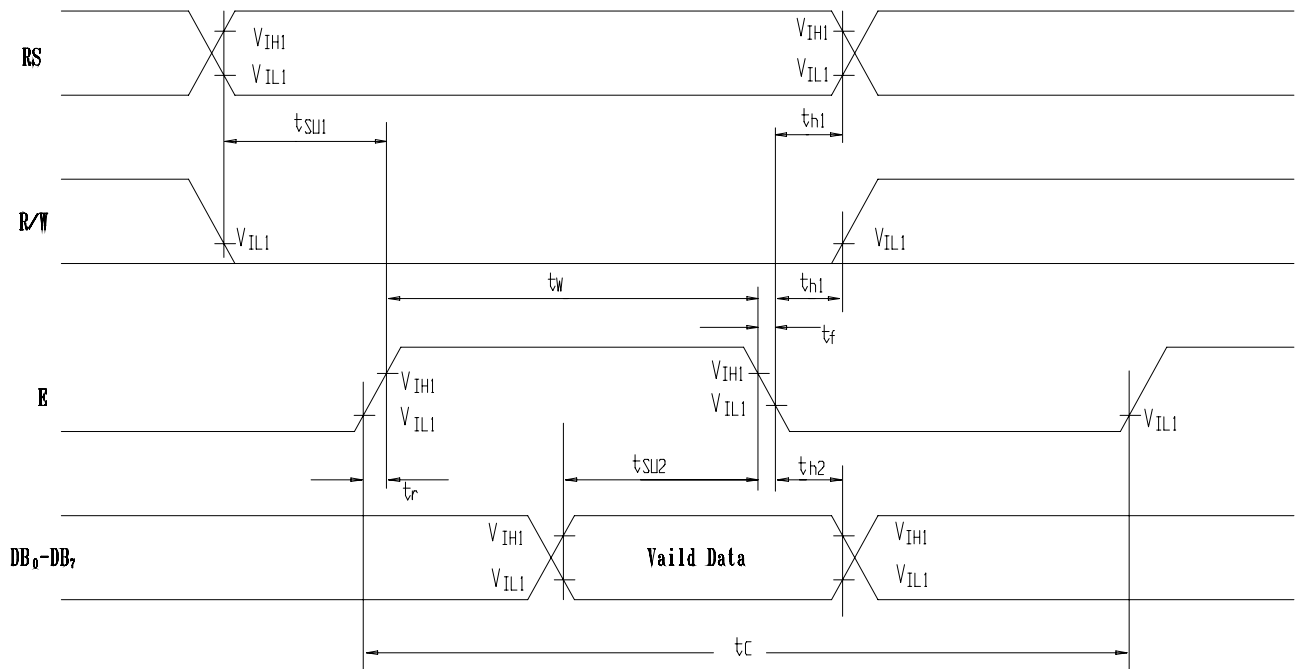 RS
VIH1
VIL1
VIH1
VIL1
tSU1
th1
R/W
VIL1
VIL1
tW
th1
tf
E
VIH1
VIL1
VIH1
VIL1
VIL1
tr
tSU2
th2
DB0-DB7
VIH1
VIL1
Vaild Data
VIH1
VIL1
tC